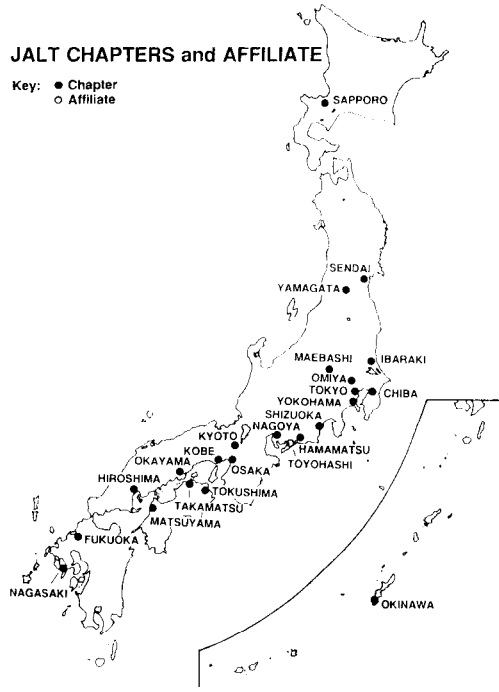 JALT CHAPTERS and AFFILIATE
Key: ● Chapter
○ Affiliate
SAPPORO
SENDAI
YAMAGATA
MAEBASHI
IBARAKI
OMIYA
TOKYO
CHIBA
YOKOHAMA
SHIZUOKA
NAGOYA
KYOTO
HAMAMATSU
KOBE
TOYOHASHI
OKAYAMA
OSAKA
HIROSHIMA
TOKUSHIMA
TAKAMATSU
MATSUYAMA
FUKUOKA
NAGASAKI
OKINAWA